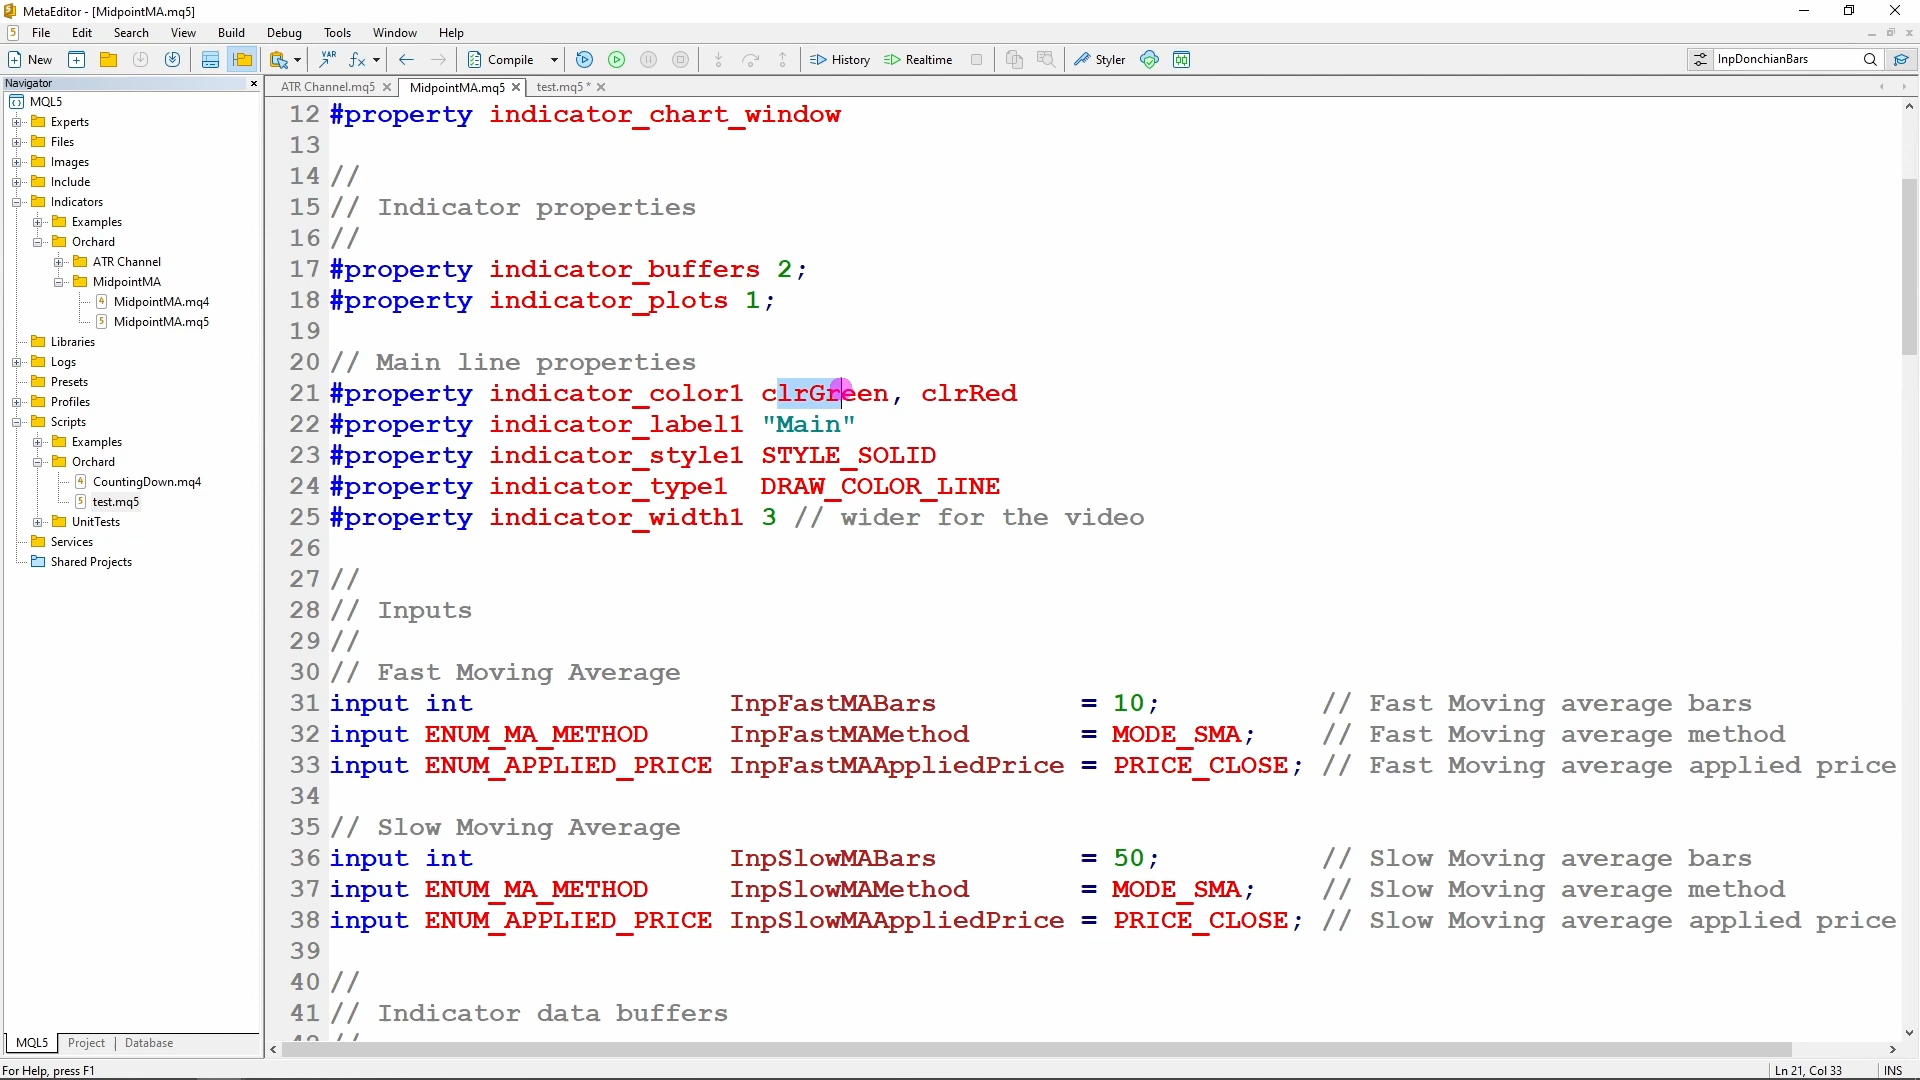 MetaEditor - [MidpointMA.mq5]
File Edit Search View Build Debug Tools Window Help
New VAR fx Compile History Realtime Styler InpDonchianBars
Navigator
MQL5
Experts
Files
Images
Include
Indicators
Examples
Orchard
ATR Channel
MidpointMA
MidpointMA.mq4
MidpointMA.mq5
Libraries
Logs
Presets
Profiles
Scripts
Examples
Orchard
CountingDown.mq4
test.mq5
UnitTests
Services
Shared Projects
MQL5 Project Database
ATR Channel.mq5 MidpointMA.mq5 test.mq5 *
12 #property indicator_chart_window
13
14 //
15 // Indicator properties
16 //
17 #property indicator_buffers 2;
18 #property indicator_plots 1;
19
20 // Main line properties
21 #property indicator_color1 clrGreen, clrRed
22 #property indicator_label1 "Main"
23 #property indicator_style1 STYLE_SOLID
24 #property indicator_type1  DRAW_COLOR_LINE
25 #property indicator_width1 3 // wider for the video
26
27 //
28 // Inputs
29 //
30 // Fast Moving Average
31 input int                InpFastMABars         = 10;          // Fast Moving average bars
32 input ENUM_MA_METHOD     InpFastMAMethod       = MODE_SMA;    // Fast Moving average method
33 input ENUM_APPLIED_PRICE InpFastMAAppliedPrice = PRICE_CLOSE; // Fast Moving average applied price
34
35 // Slow Moving Average
36 input int                InpSlowMABars         = 50;          // Slow Moving average bars
37 input ENUM_MA_METHOD     InpSlowMAMethod       = MODE_SMA;    // Slow Moving average method
38 input ENUM_APPLIED_PRICE InpSlowMAAppliedPrice = PRICE_CLOSE; // Slow Moving average applied price
39
40 //
41 // Indicator data buffers
42 //
For Help, press F1
Ln 21, Col 33 INS